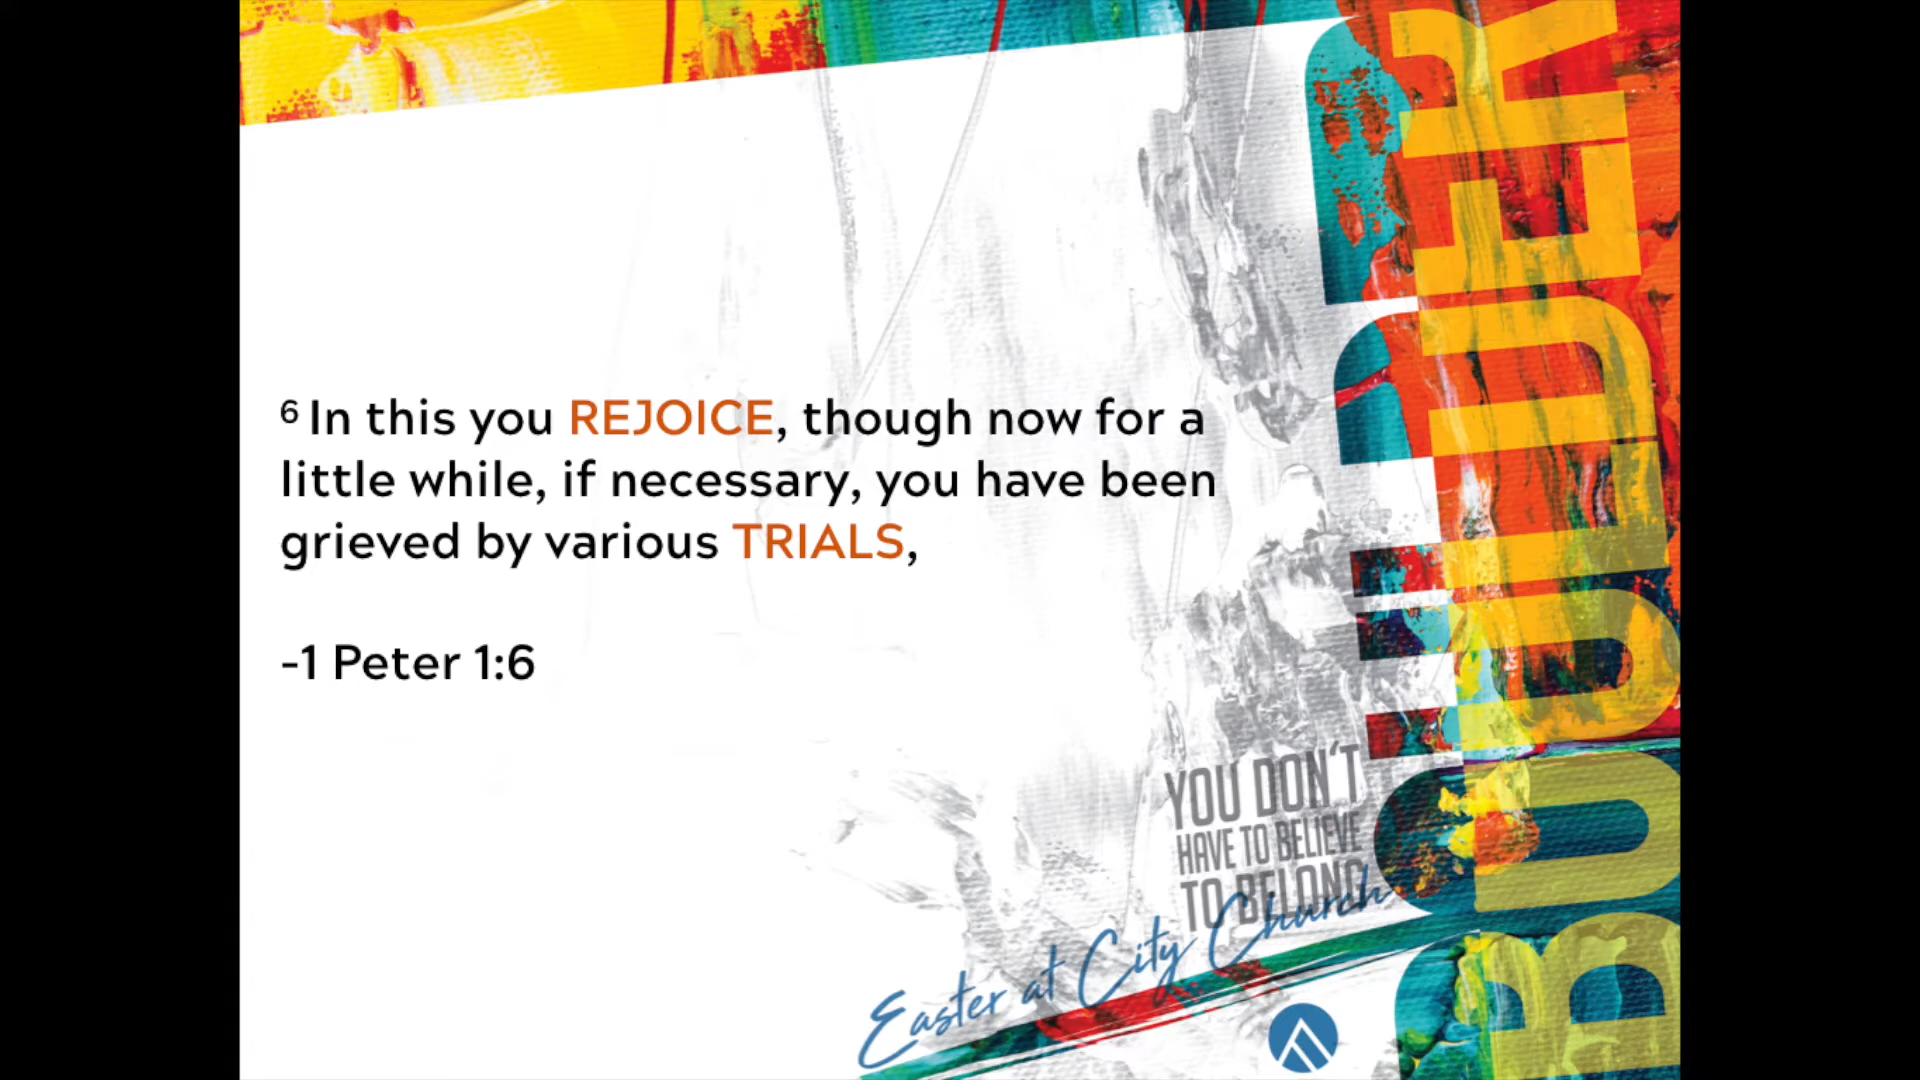 ⁶ In this you REJOICE, though now for a
little while, if necessary, you have been
grieved by various TRIALS,
-1 Peter 1:6
YOU DON'T
HAVE TO BELIEVE
TO BELONG
Easter at City Church